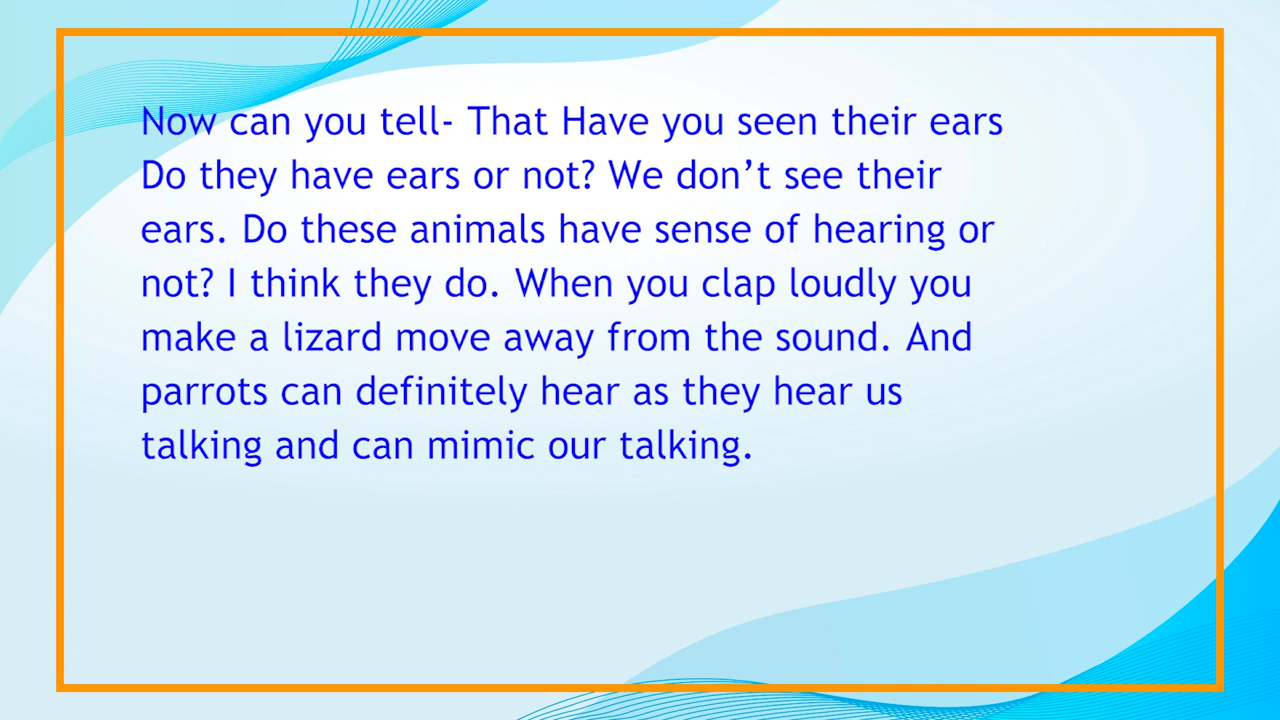 Now can you tell- That Have you seen their ears
Do they have ears or not? We don’t see their
ears. Do these animals have sense of hearing or
not? I think they do. When you clap loudly you
make a lizard move away from the sound. And
parrots can definitely hear as they hear us
talking and can mimic our talking.